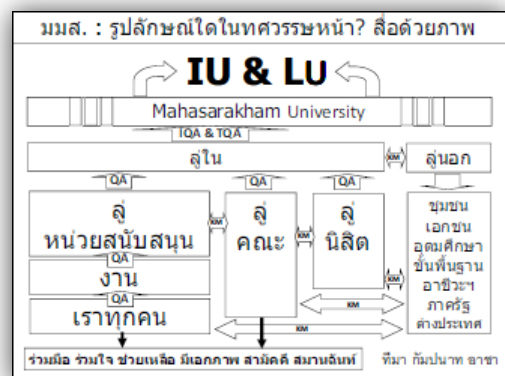 มมส. : รูปลักษณ์ใดในทศวรรษหน้า? สื่อด้วยภาพ
IU & LU
Mahasarakham University
IQA & TQA
ลู่ใน
KM
ลู่นอก
QA
QA
QA
ลู่
หน่วยสนับสนุน
KM
ลู่
คณะ
KM
ลู่
นิสิต
KM
ชุมชน
เอกชน
อุดมศึกษา
ขั้นพื้นฐาน
อาชีวะฯ
ภาครัฐ
ต่างประเทศ
QA
งาน
QA
เราทุกคน
KM
KM
ร่วมมือ ร่วมใจ ช่วยเหลือ มีเอกภาพ สามัคคี สมานฉันท์
ที่มา กัมปนาท อาชา